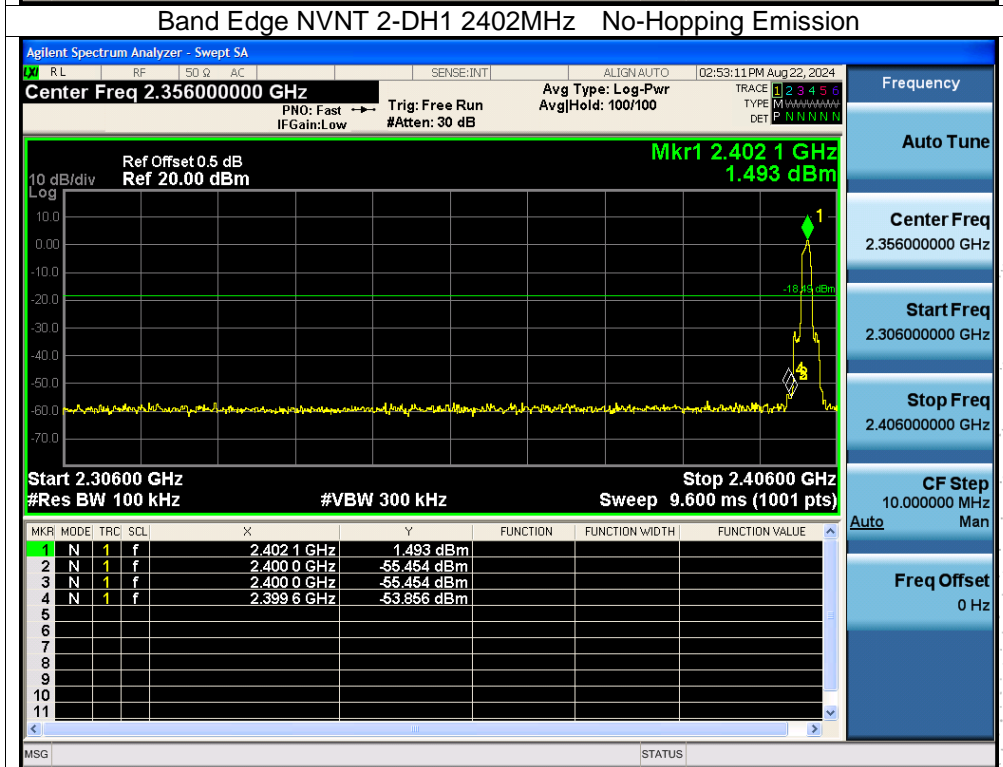 Band Edge NVNT 2-DH1 2402MHz No-Hopping Emission
Agilent Spectrum Analyzer - Swept SA
LXI RL RF 50 Ω AC SENSE:INT ALIGN AUTO 02:53:11 PM Aug 22, 2024
Center Freq 2.356000000 GHz
PNO: Fast
IFGain:Low
Trig: Free Run
#Atten: 30 dB
Avg Type: Log-Pwr
Avg|Hold: 100/100
TRACE 1 2 3 4 5 6
TYPE M WWWWW
DET P N N N N N
Mkr1 2.402 1 GHz
1.493 dBm
Ref Offset 0.5 dB
10 dB/div Ref 20.00 dBm
Log
10.0
0.00
-10.0
-20.0
-30.0
-40.0
-50.0
-60.0
-70.0
1
-18.49 dBm
Start 2.30600 GHz Stop 2.40600 GHz
#Res BW 100 kHz #VBW 300 kHz Sweep 9.600 ms (1001 pts)
MKR MODE TRC SCL X Y FUNCTION FUNCTION WIDTH FUNCTION VALUE
1 N 1 f 2.402 1 GHz 1.493 dBm
2 N 1 f 2.400 0 GHz -55.454 dBm
3 N 1 f 2.400 0 GHz -55.454 dBm
4 N 1 f 2.399 6 GHz -53.856 dBm
5
6
7
8
9
10
11
MSG STATUS
Frequency
Auto Tune
Center Freq
2.356000000 GHz
Start Freq
2.306000000 GHz
Stop Freq
2.406000000 GHz
CF Step
10.000000 MHz
Auto Man
Freq Offset
0 Hz